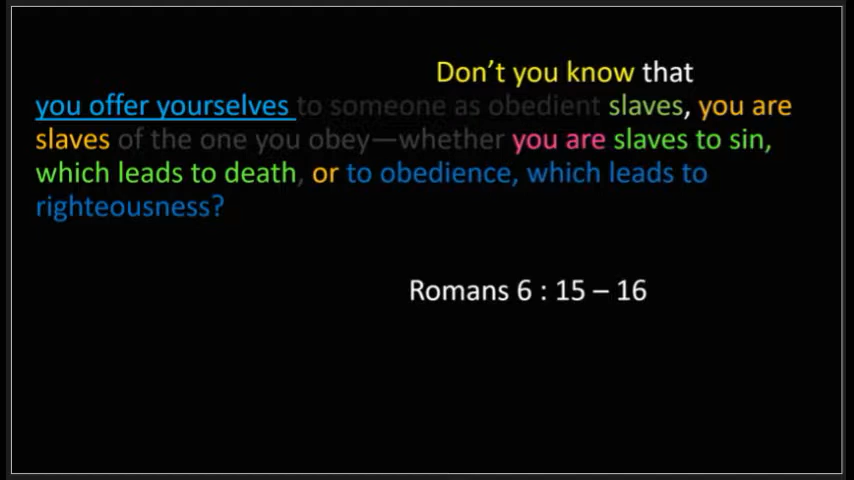 Don’t you know that
you offer yourselves to someone as obedient slaves, you are
slaves of the one you obey—whether you are slaves to sin,
which leads to death, or to obedience, which leads to
righteousness?
Romans 6 : 15 – 16